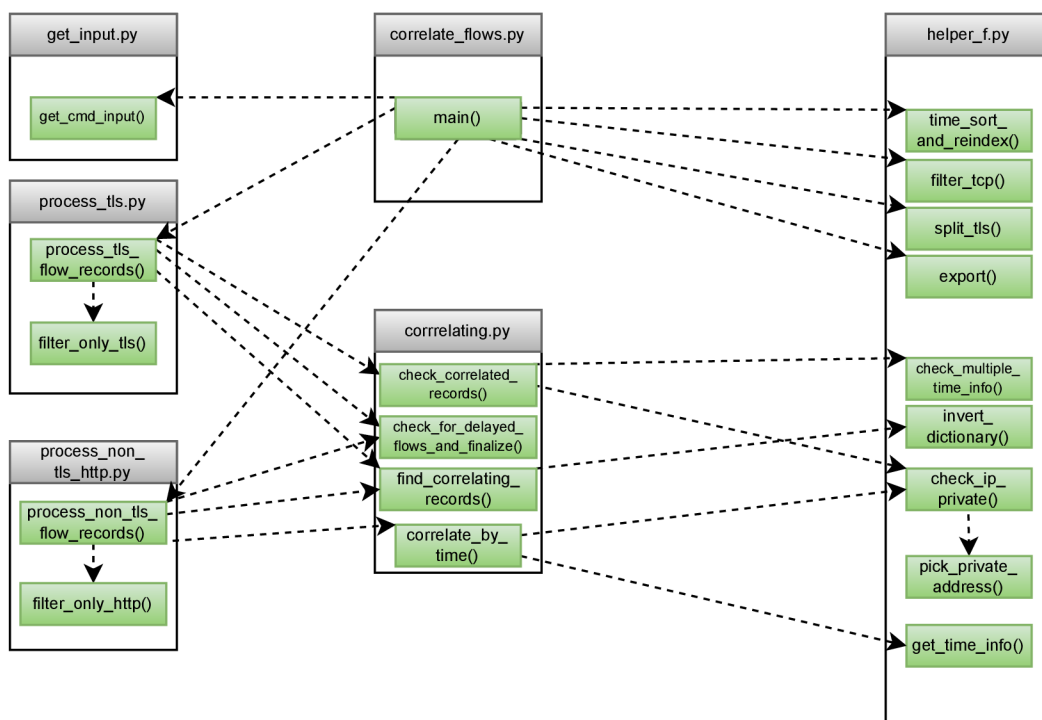 get_input.py
get_cmd_input()
process_tls.py
process_tls_
flow_records()
filter_only_tls()
process_non_
tls_http.py
process_non_tls_
flow_records()
filter_only_http()
correlate_flows.py
main()
corrrelating.py
check_correlated_
records()
check_for_delayed_
flows_and_finalize()
find_correlating_
records()
correlate_by_
time()
helper_f.py
time_sort_
and_reindex()
filter_tcp()
split_tls()
export()
check_multiple_
time_info()
invert_
dictionary()
check_ip_
private()
pick_private_
address()
get_time_info()